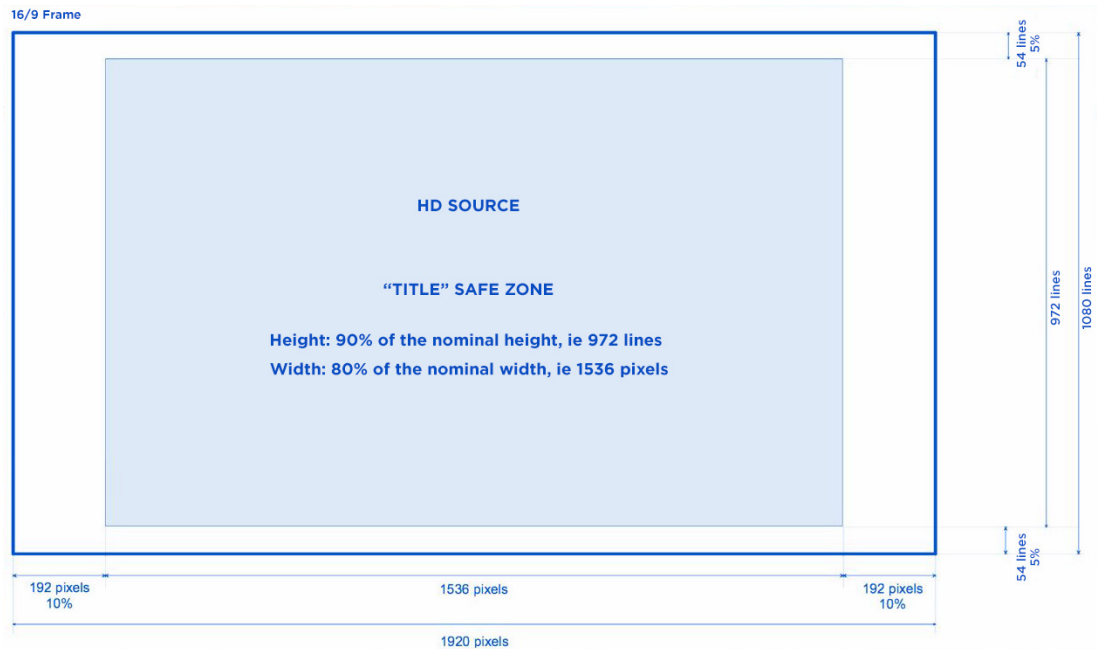 16/9 Frame
54 lines
5%
HD SOURCE
“TITLE” SAFE ZONE
Height: 90% of the nominal height, ie 972 lines
Width: 80% of the nominal width, ie 1536 pixels
972 lines
1080 lines
54 lines
5%
192 pixels
10%
1536 pixels
192 pixels
10%
1920 pixels